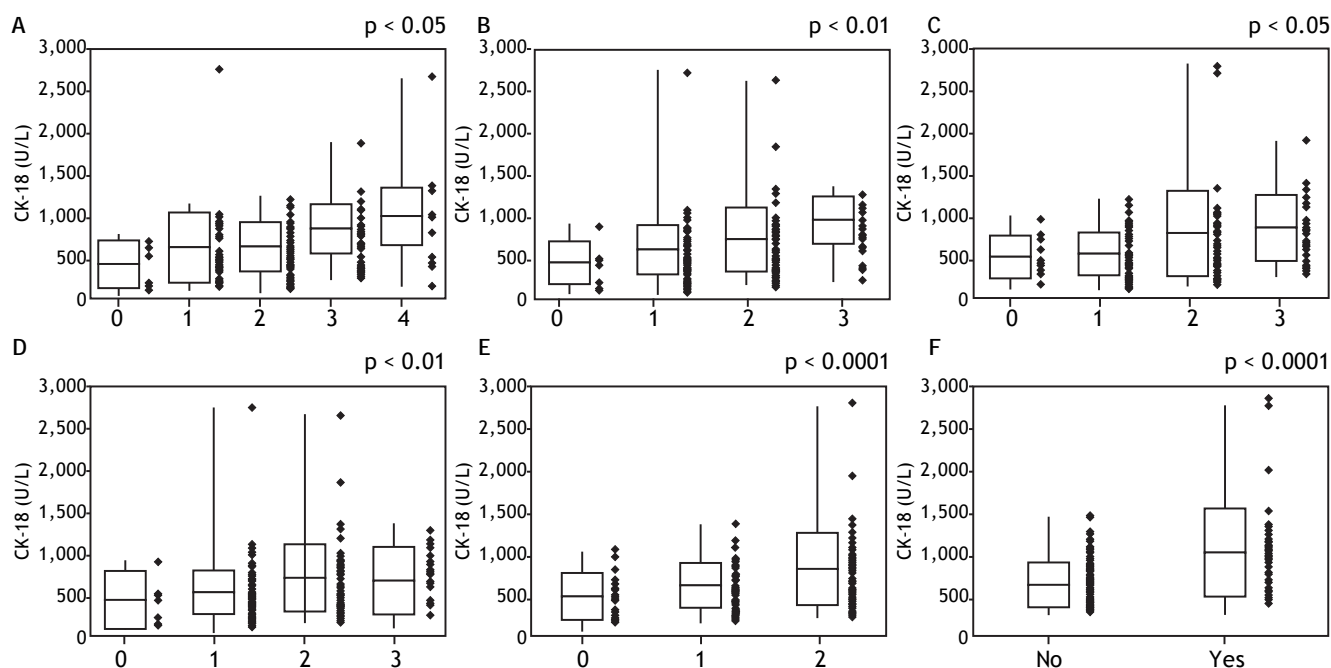 A p < 0.05
3,000
2,500
2,000
1,500
1,000
500
0
CK-18 (U/L)
0 1 2 3 4
B p < 0.01
3,000
2,500
2,000
1,500
1,000
500
0
CK-18 (U/L)
0 1 2 3
C p < 0.05
3,000
2,500
2,000
1,500
1,000
500
0
CK-18 (U/L)
0 1 2 3
D p < 0.01
3,000
2,500
2,000
1,500
1,000
500
0
CK-18 (U/L)
0 1 2 3
E p < 0.0001
3,000
2,500
2,000
1,500
1,000
500
0
CK-18 (U/L)
0 1 2
F p < 0.0001
3,000
2,500
2,000
1,500
1,000
500
0
CK-18 (U/L)
No Yes